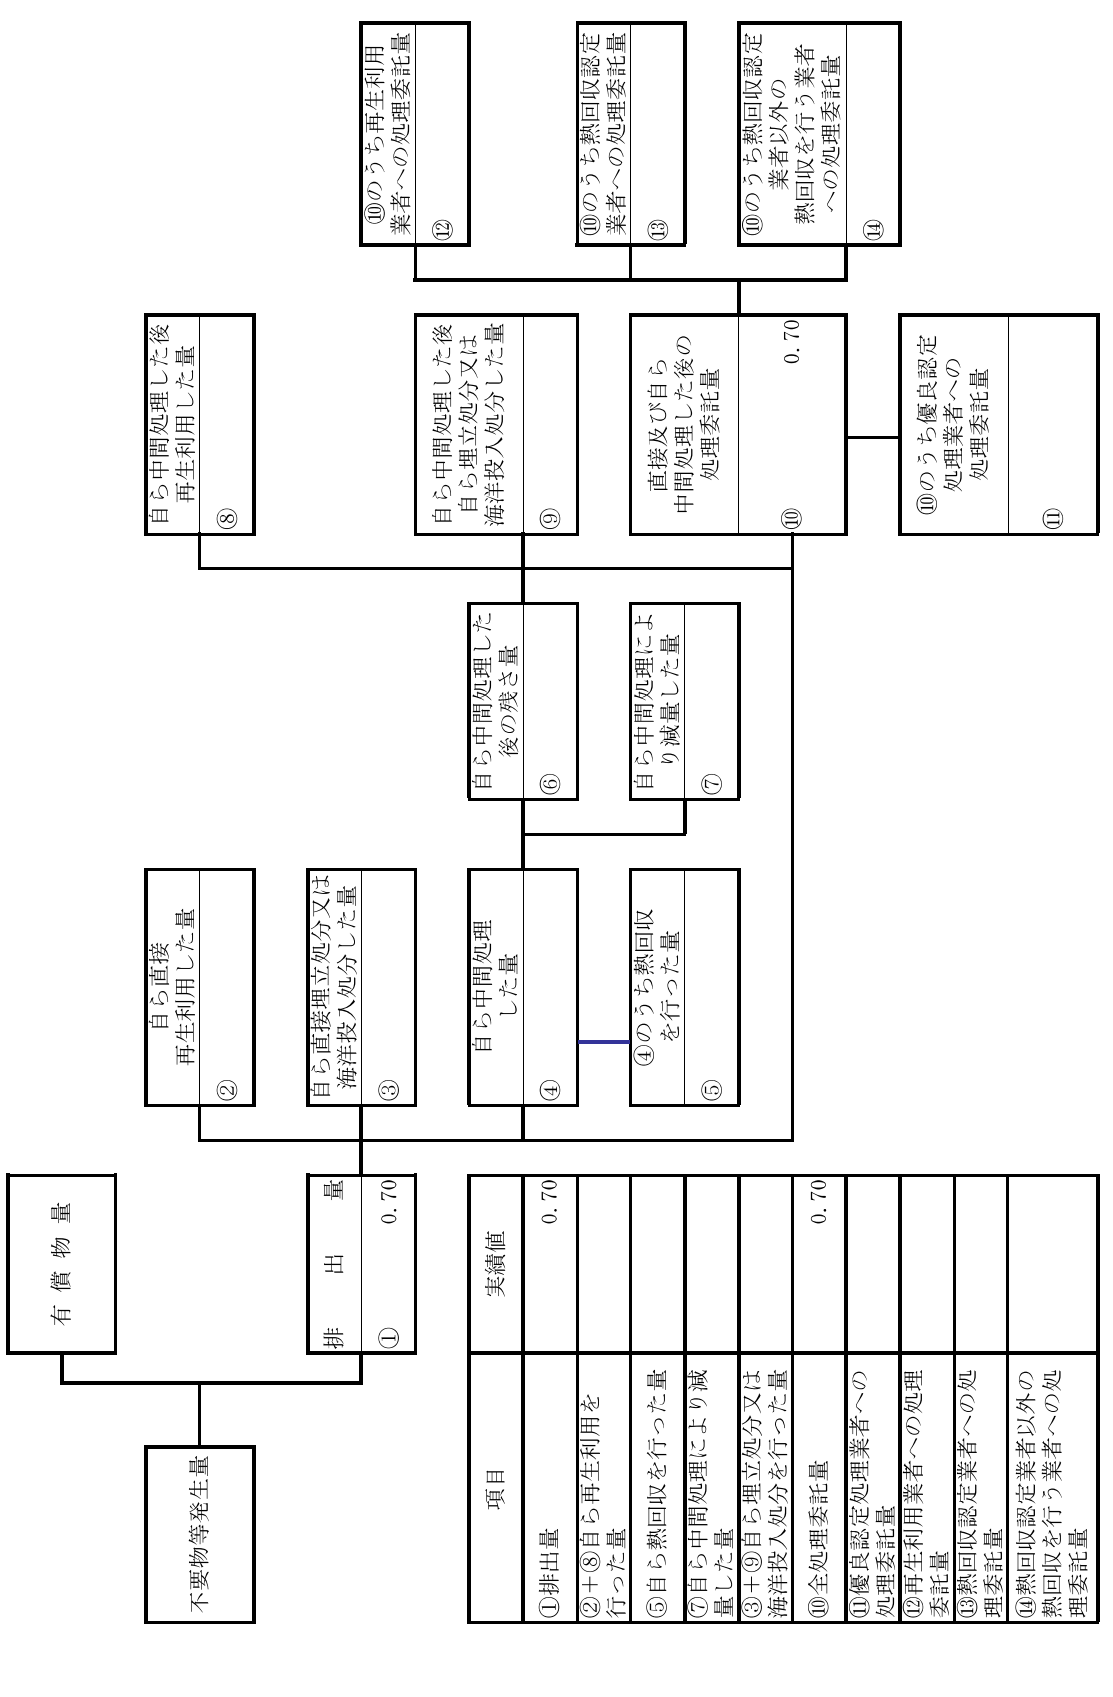 有償物量
不要物等発生量
排出量
① 0.70
自ら直接
再生利用した量
②
自ら直接埋立処分又は
海洋投入処分した量
③
自ら中間処理
した量
④
④のうち熱回収
を行った量
⑤
自ら中間処理した
後の残さ量
⑥
自ら中間処理によ
り減量した量
⑦
自ら中間処理した後
再生利用した量
⑧
自ら中間処理した後
自ら埋立処分又は
海洋投入処分した量
⑨
直接及び自ら
中間処理した後の
処理委託量
⑩ 0.70
⑩のうち優良認定
処理業者への
処理委託量
⑪
⑩のうち再生利用
業者への処理委託量
⑫
⑩のうち熱回収認定
業者への処理委託量
⑬
⑩のうち熱回収認定
業者以外の
熱回収を行う業者
への処理委託量
⑭
項目 実績値
①排出量 0.70
②+⑧自ら再生利用を
行った量
⑤自ら熱回収を行った量
⑦自ら中間処理により減
量した量
③+⑨自ら埋立処分又は
海洋投入処分を行った量
⑩全処理委託量 0.70
⑪優良認定処理業者への
処理委託量
⑫再生利用業者への処理
委託量
⑬熱回収認定業者への処
理委託量
⑭熱回収認定業者以外の
熱回収を行う業者への処
理委託量